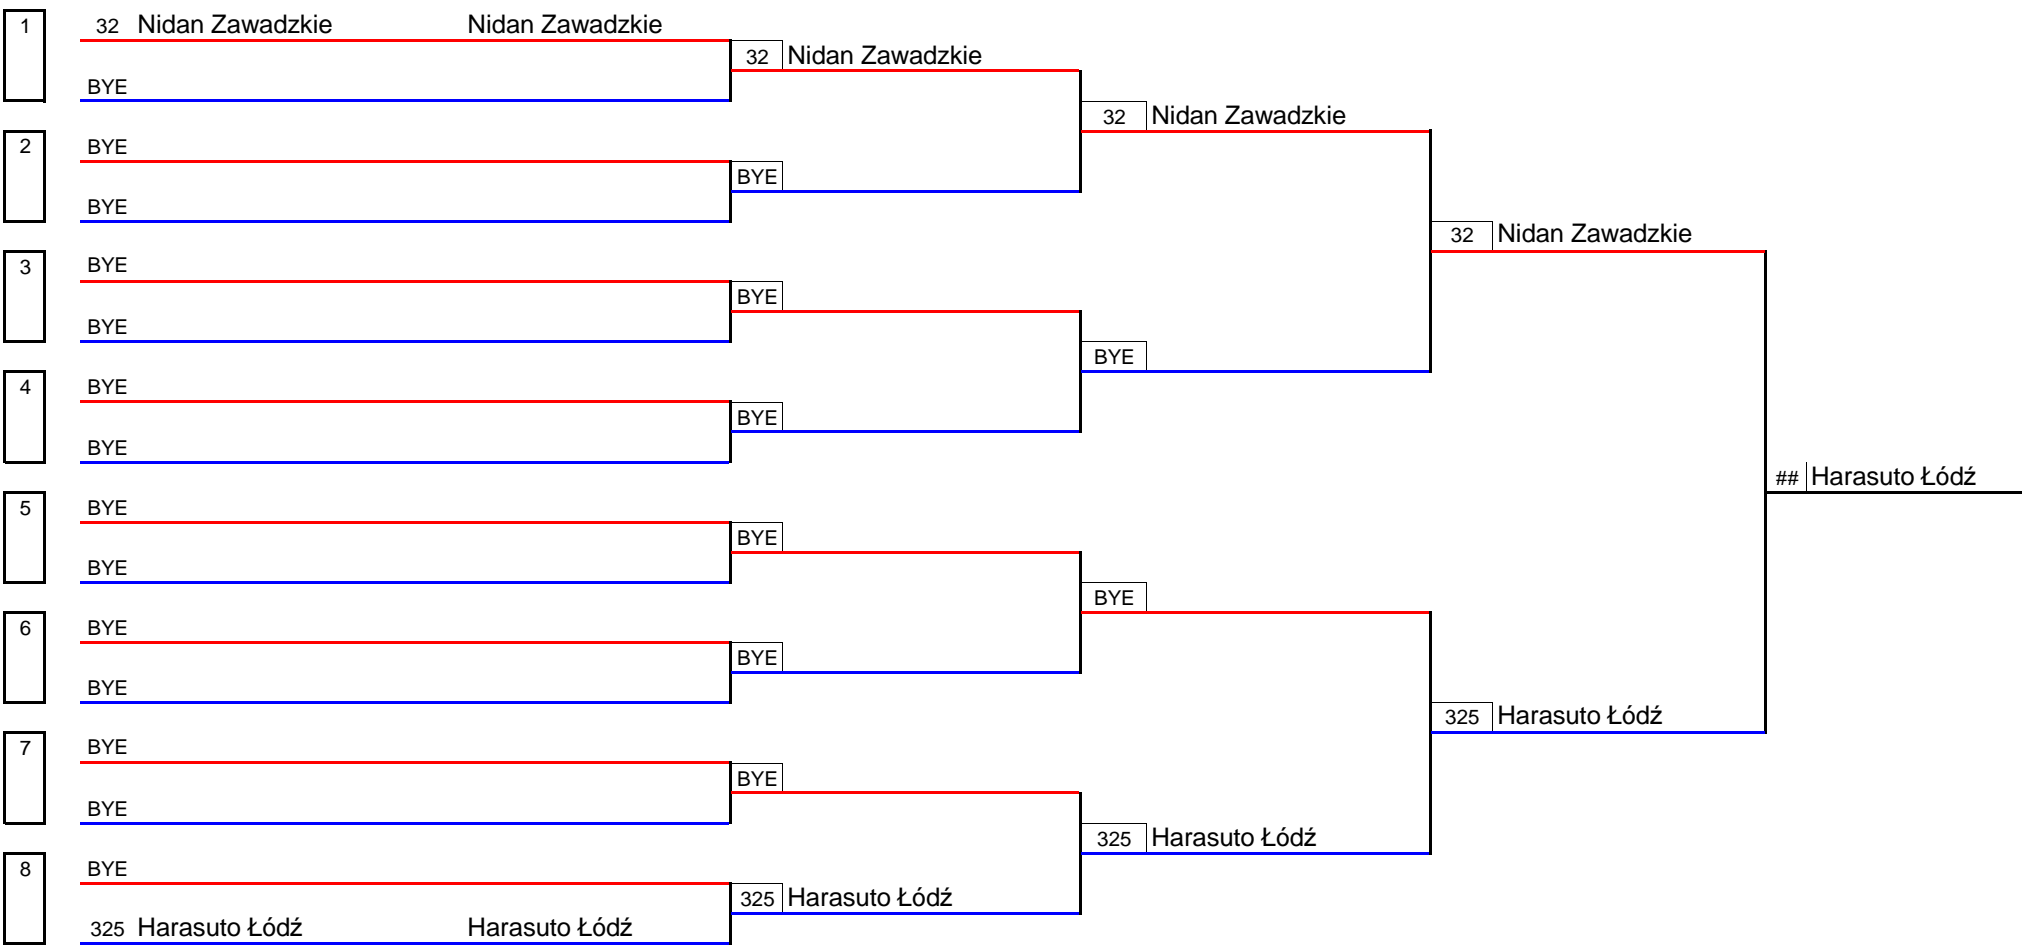 1 32 Nidan Zawadzkie Nidan Zawadzkie
32 Nidan Zawadzkie
BYE
32 Nidan Zawadzkie
2 BYE
BYE
BYE
32 Nidan Zawadzkie
3 BYE
BYE
BYE
BYE
4 BYE
BYE
BYE
## Harasuto Łódź
5 BYE
BYE
BYE
BYE
6 BYE
BYE
BYE
325 Harasuto Łódź
7 BYE
BYE
BYE
325 Harasuto Łódź
8 BYE
325 Harasuto Łódź
325 Harasuto Łódź Harasuto Łódź